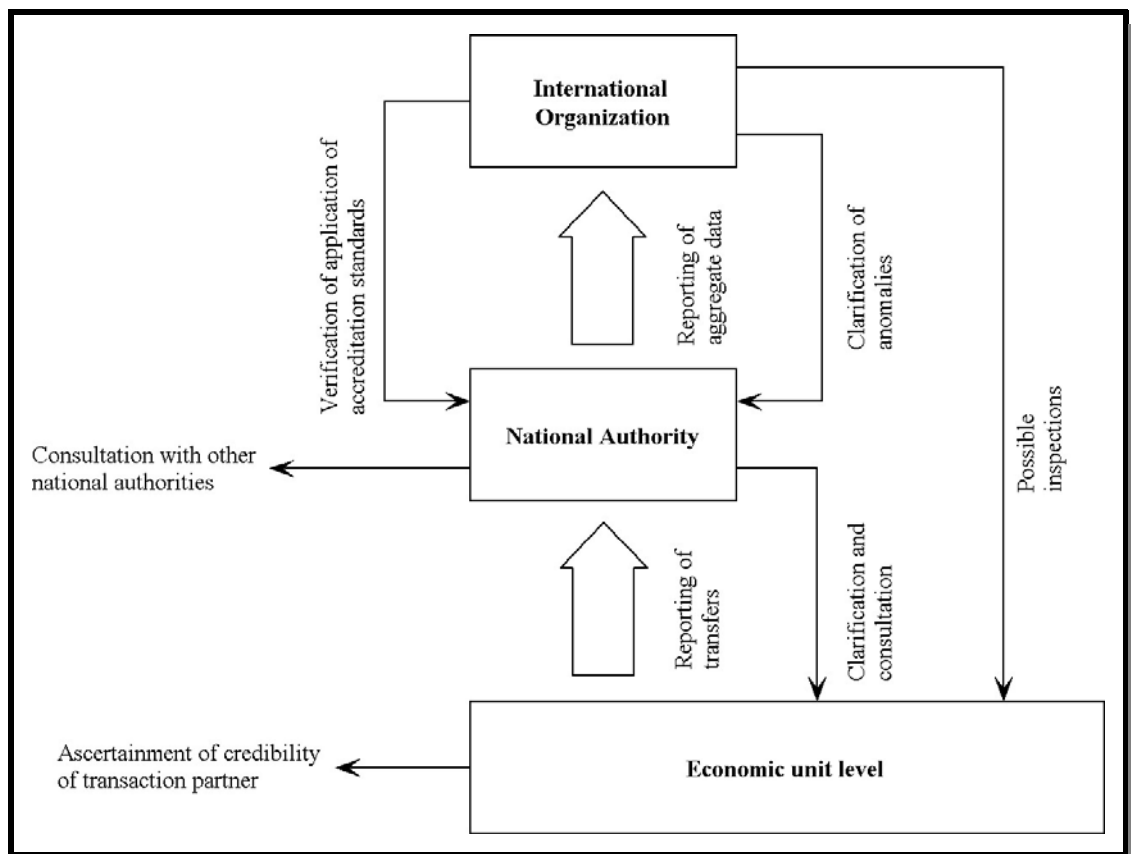 International
Organization
Verification of application of
accreditation standards
Reporting of
aggregate data
Clarification of
anomalies
Possible
inspections
National Authority
Consultation with other
national authorities
Reporting of
transfers
Clarification and
consultation
Economic unit level
Ascertainment of credibility
of transaction partner